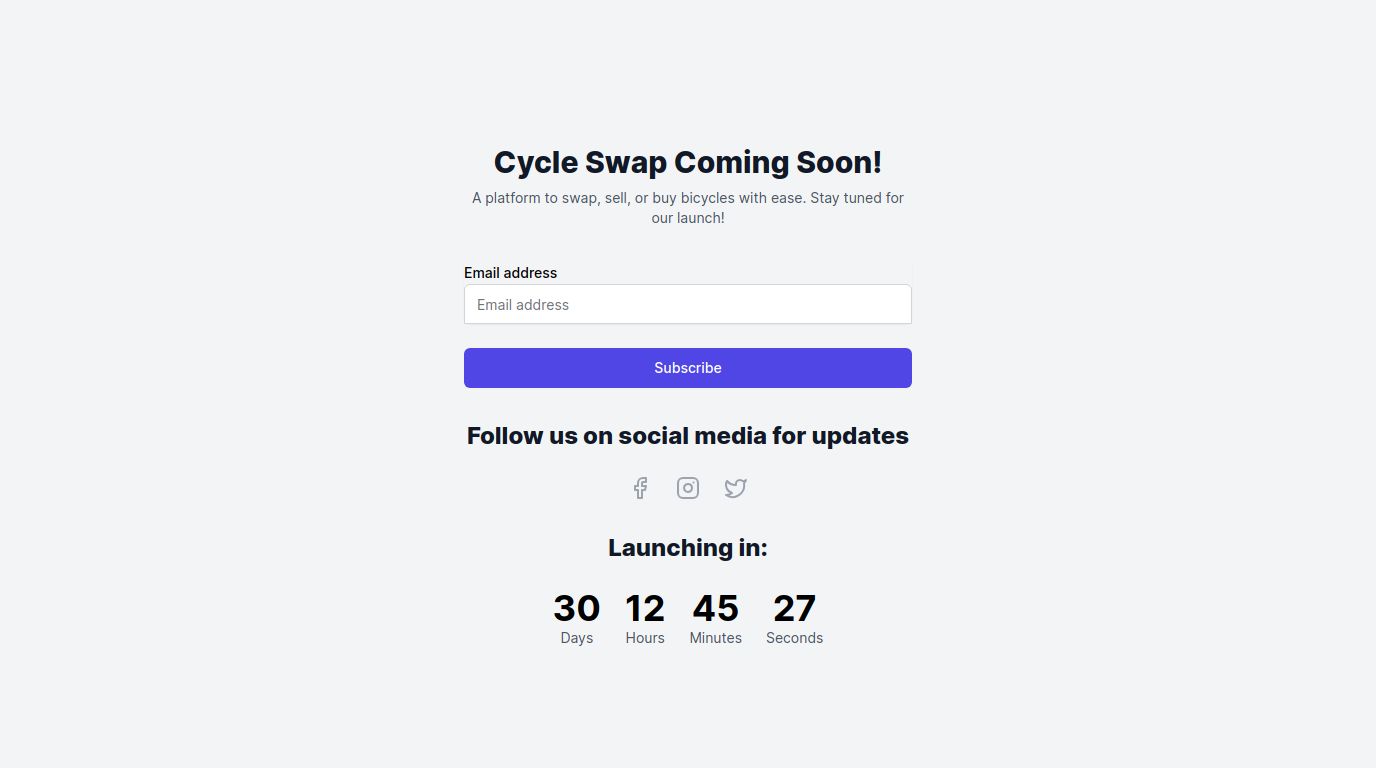 Cycle Swap Coming Soon!
A platform to swap, sell, or buy bicycles with ease. Stay tuned for
our launch!
Email address
Email address
Subscribe
Follow us on social media for updates
Launching in:
30 12 45 27
Days Hours Minutes Seconds